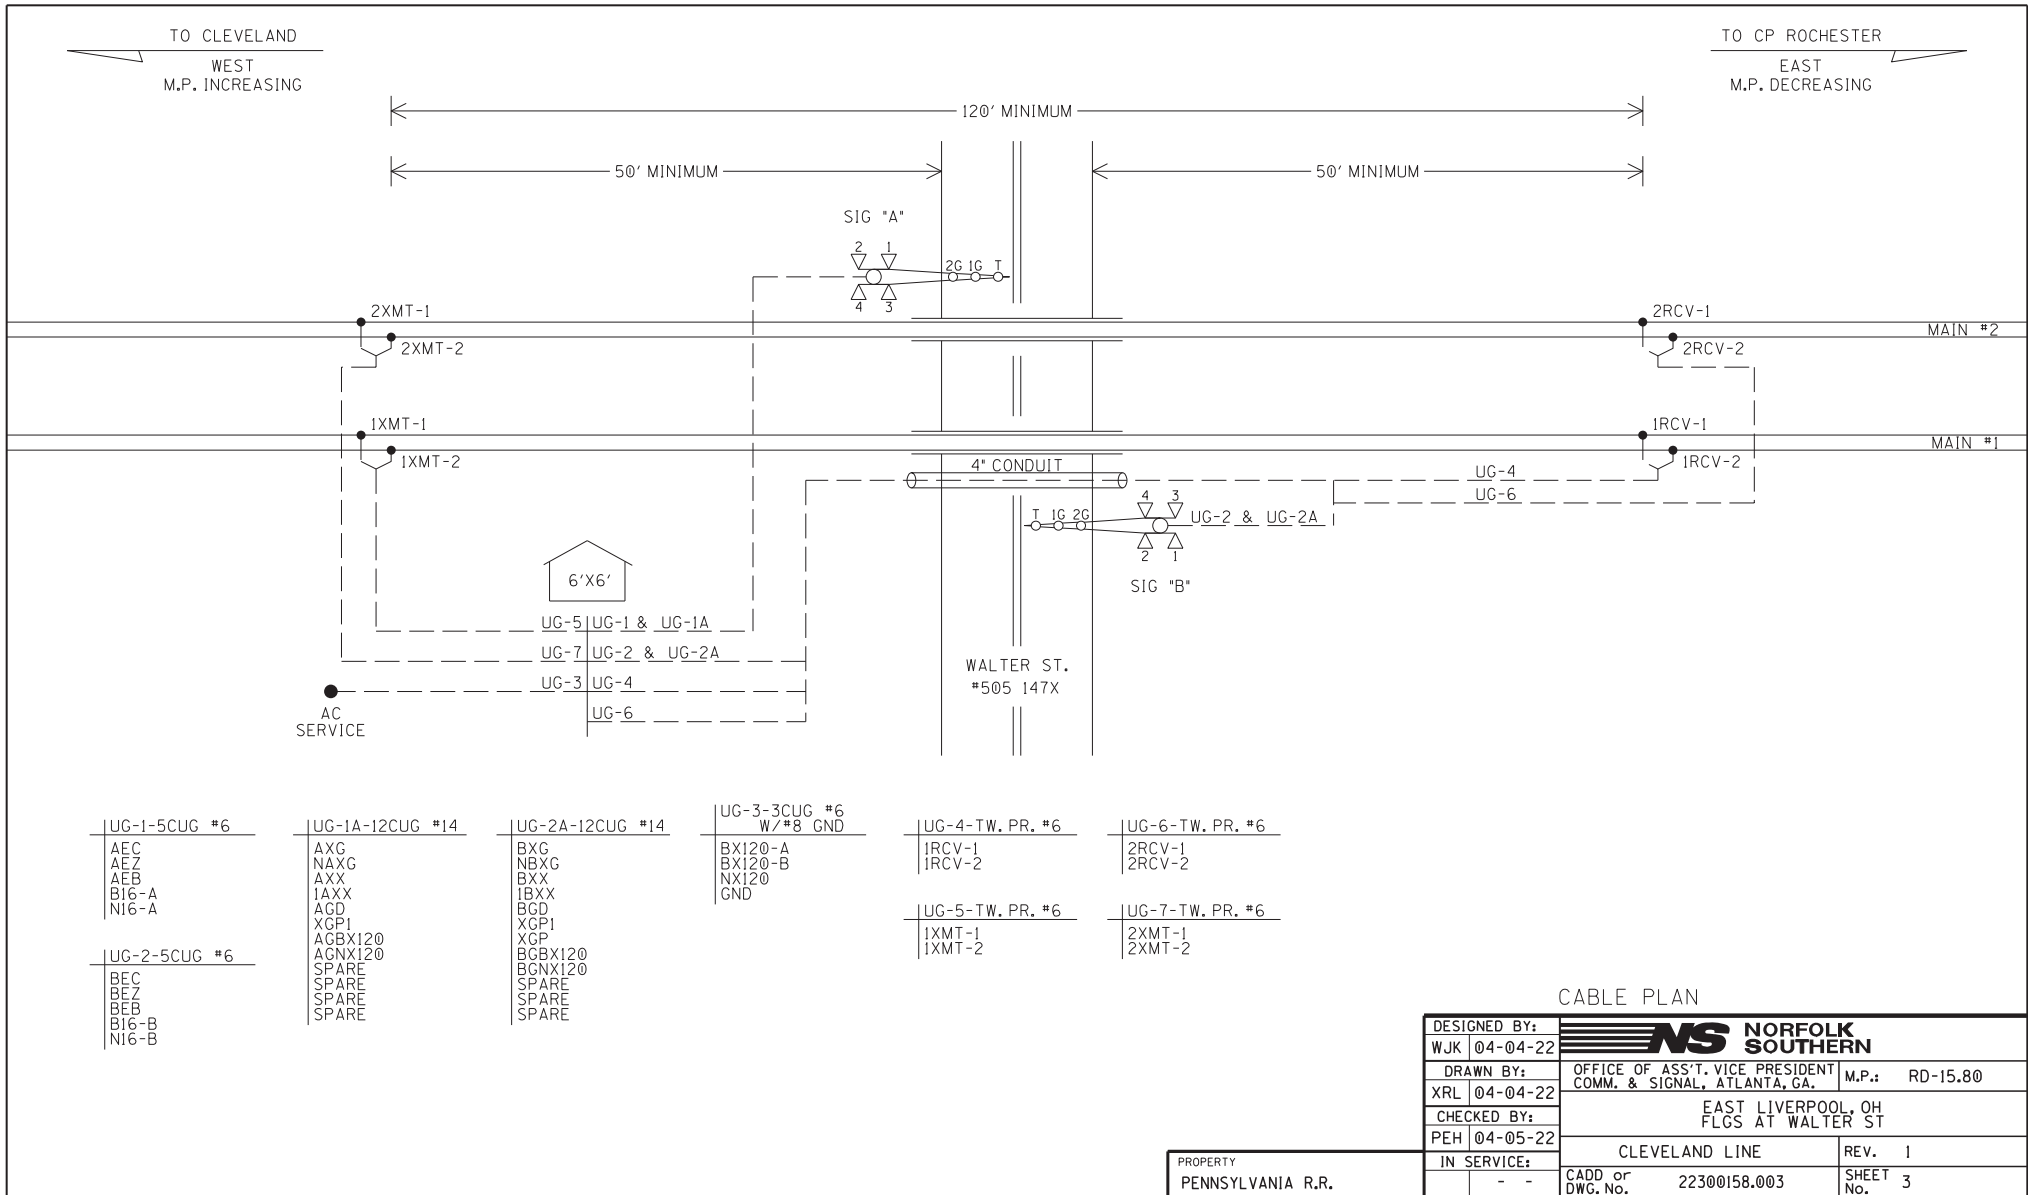 TO CLEVELAND
WEST
M.P. INCREASING
TO CP ROCHESTER
EAST
M.P. DECREASING
120' MINIMUM
50' MINIMUM
50' MINIMUM
SIG "A"
2 1
2G 1G T
4 3
2XMT-1
2XMT-2
2RCV-1
MAIN #2
2RCV-2
1XMT-1
1XMT-2
1RCV-1
MAIN #1
1RCV-2
4" CONDUIT
UG-4
UG-6
4 3
T 1G 2G
UG-2 & UG-2A
2 1
SIG "B"
6'X6'
UG-5 UG-1 & UG-1A
UG-7 UG-2 & UG-2A
UG-3 UG-4
UG-6
AC
SERVICE
WALTER ST.
#505 147X
UG-1-5CUG #6
AEC
AEZ
AEB
B16-A
N16-A
UG-2-5CUG #6
BEC
BEZ
BEB
B16-B
N16-B
UG-1A-12CUG #14
AXG
NAXG
AXX
1AXX
AGD
XGP1
AGBX120
AGNX120
SPARE
SPARE
SPARE
SPARE
UG-2A-12CUG #14
BXG
NBXG
BXX
1BXX
BGD
XGP1
XGP
BGBX120
BGNX120
SPARE
SPARE
SPARE
UG-3-3CUG #6
W/#8 GND
BX120-A
BX120-B
NX120
GND
UG-4-TW. PR. #6
1RCV-1
1RCV-2
UG-5-TW. PR. #6
1XMT-1
1XMT-2
UG-6-TW. PR. #6
2RCV-1
2RCV-2
UG-7-TW. PR. #6
2XMT-1
2XMT-2
CABLE PLAN
DESIGNED BY:
WJK 04-04-22
DRAWN BY:
XRL 04-04-22
CHECKED BY:
PEH 04-05-22
IN SERVICE:
- -
NS NORFOLK
SOUTHERN
OFFICE OF ASS'T. VICE PRESIDENT
COMM. & SIGNAL, ATLANTA, GA.
M.P.: RD-15.80
EAST LIVERPOOL, OH
FLGS AT WALTER ST
CLEVELAND LINE
REV. 1
CADD or
DWG. No. 22300158.003
SHEET
No. 3
PROPERTY
PENNSYLVANIA R.R.